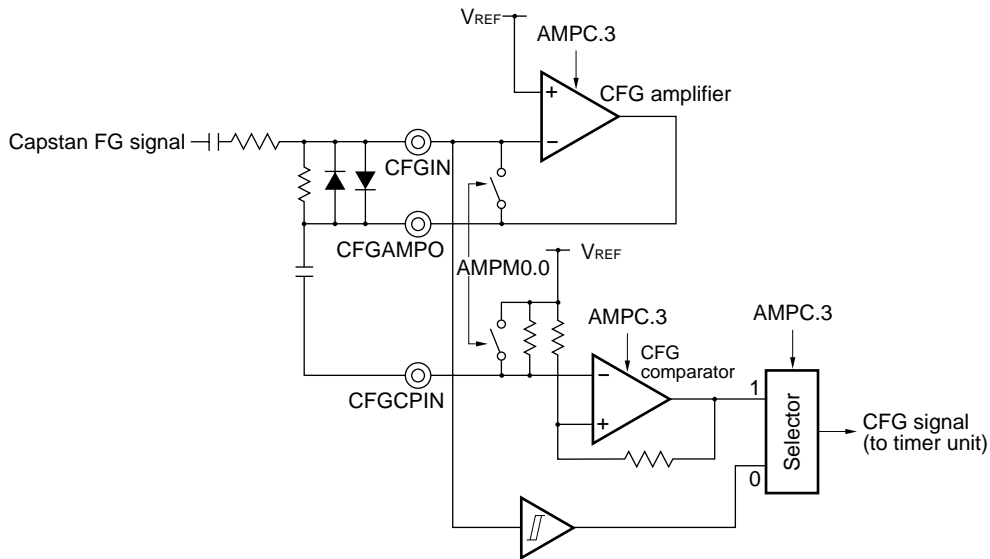 VREF
AMPC.3
+
CFG amplifier
Capstan FG signal
−
CFGIN
CFGAMPO
AMPM0.0
VREF
AMPC.3
AMPC.3
CFG
comparator
−
CFGCPIN
1
+
Selector
CFG signal
(to timer unit)
0